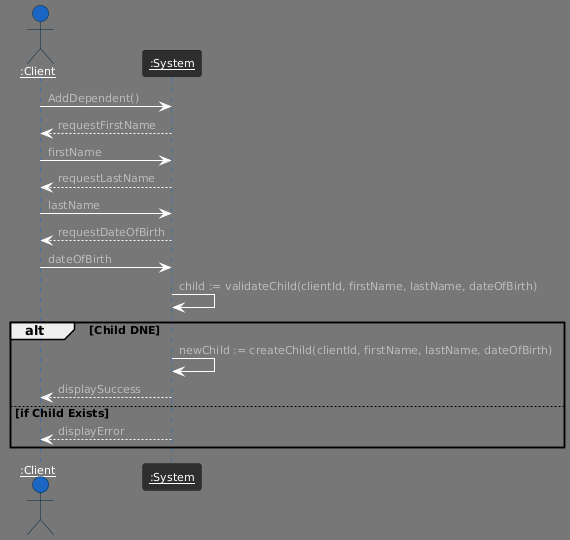 :Client
:System
AddDependent()
requestFirstName
firstName
requestLastName
lastName
requestDateOfBirth
dateOfBirth
child := validateChild(clientId, firstName, lastName, dateOfBirth)
alt [Child DNE]
newChild := createChild(clientId, firstName, lastName, dateOfBirth)
displaySuccess
[if Child Exists]
displayError
:Client
:System